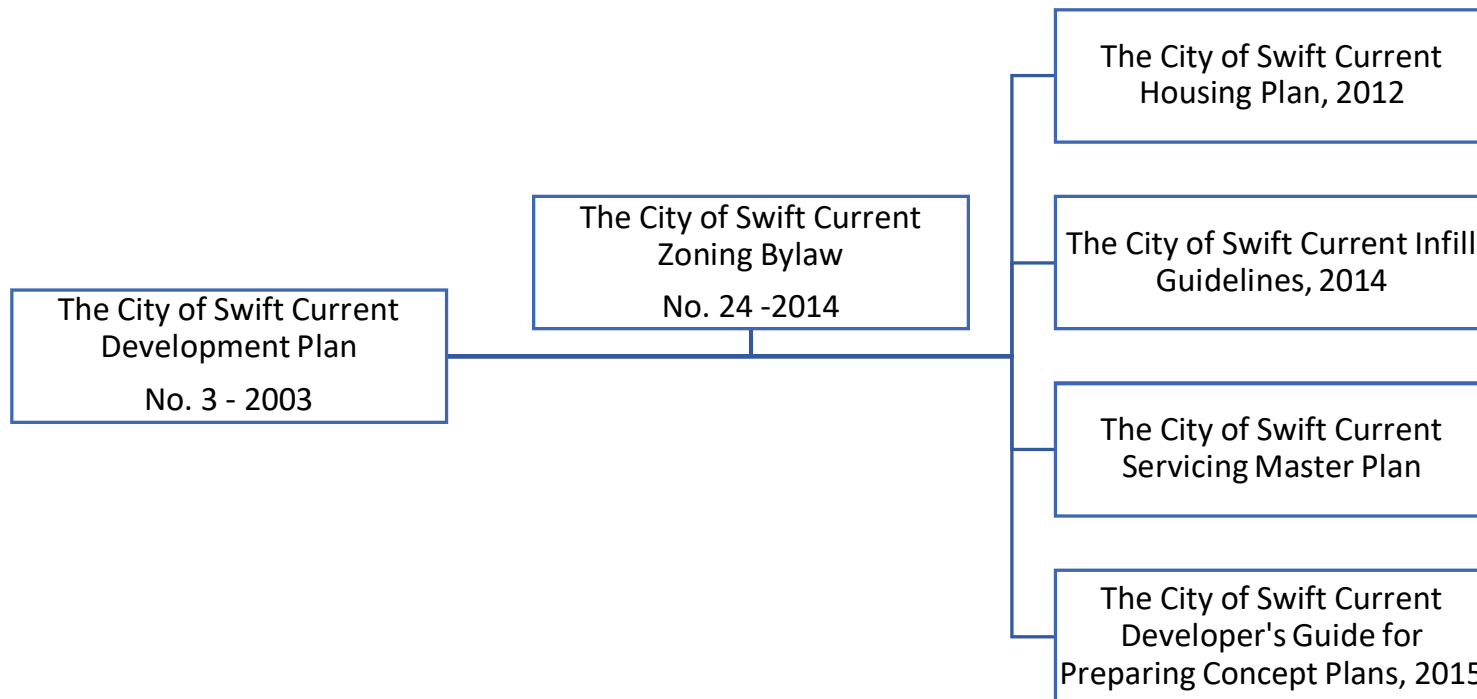 The City of Swift Current
Development Plan
No. 3 - 2003
The City of Swift Current
Zoning Bylaw
No. 24 -2014
The City of Swift Current
Housing Plan, 2012
The City of Swift Current Infill
Guidelines, 2014
The City of Swift Current
Servicing Master Plan
The City of Swift Current
Developer's Guide for
Preparing Concept Plans, 2015